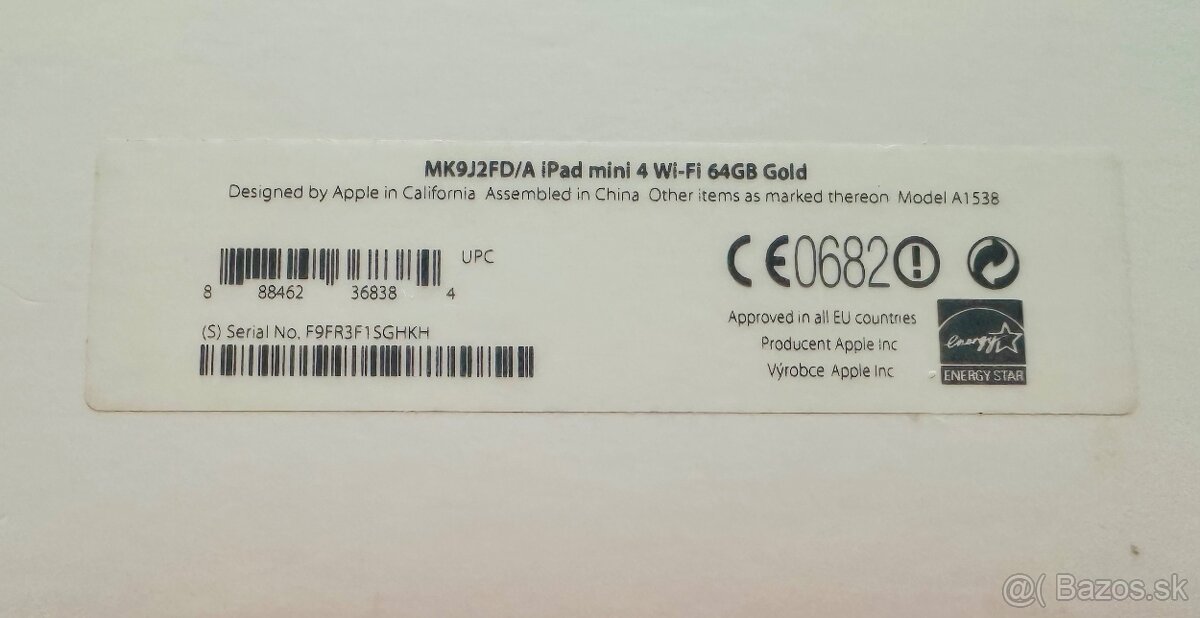 MK9J2FD/A iPad mini 4 Wi-Fi 64GB Gold
Designed by Apple in California Assembled in China Other items as marked thereon Model A1538
UPC
8 88462 36838 4
(S) Serial No. F9FR3F1SGHKH
CE0682
Approved in all EU countries
Producent Apple Inc
Výrobce Apple Inc
energy
ENERGY STAR
@( Bazos.sk